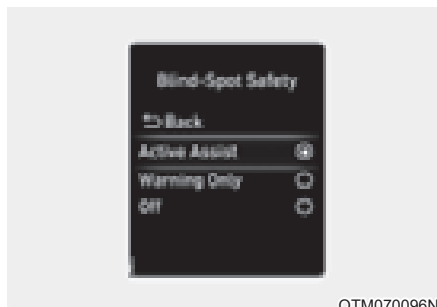 Blind-Spot Safety
Back
Active Assist
Warning Only
Off
OTM070096N